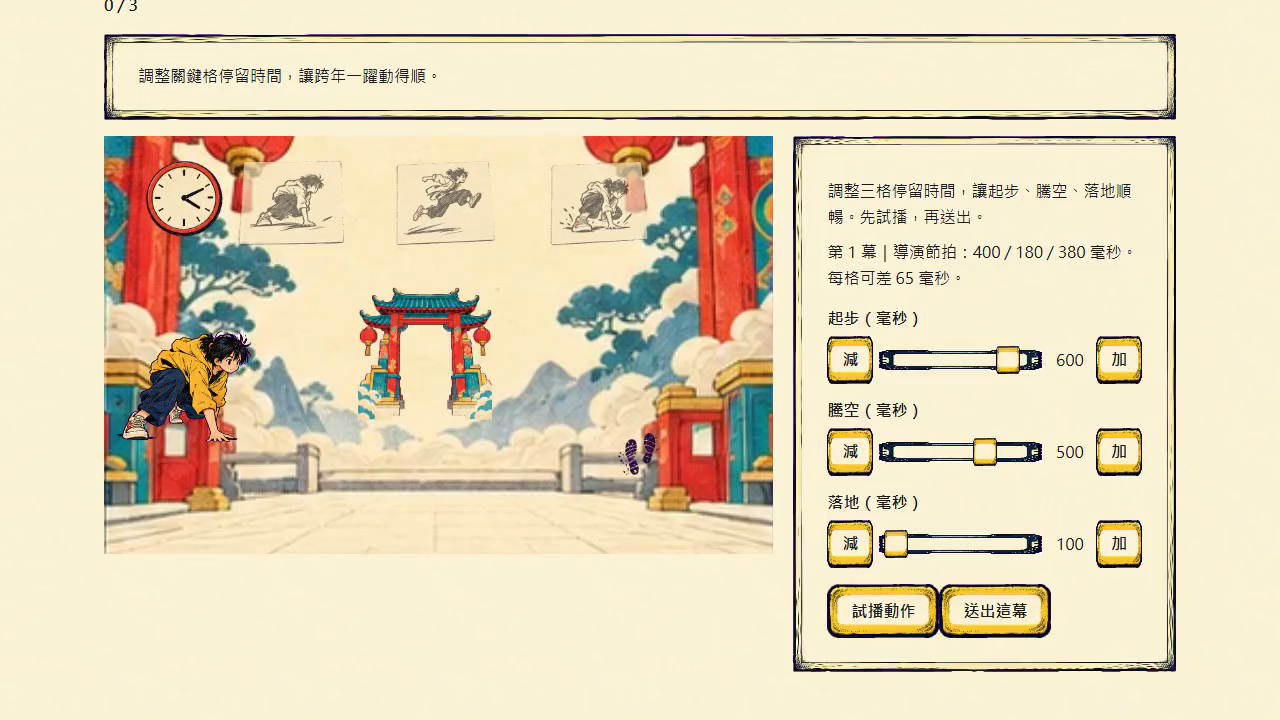 0 / 3
調整關鍵格停留時間，讓跨年一躍動得順。
調整三格停留時間，讓起步、騰空、落地順
暢。先試播，再送出。
第 1 幕｜導演節拍：400 / 180 / 380 毫秒。
每格可差 65 毫秒。
起步（毫秒）
減 600 加
騰空（毫秒）
減 500 加
落地（毫秒）
減 100 加
試播動作 送出這幕